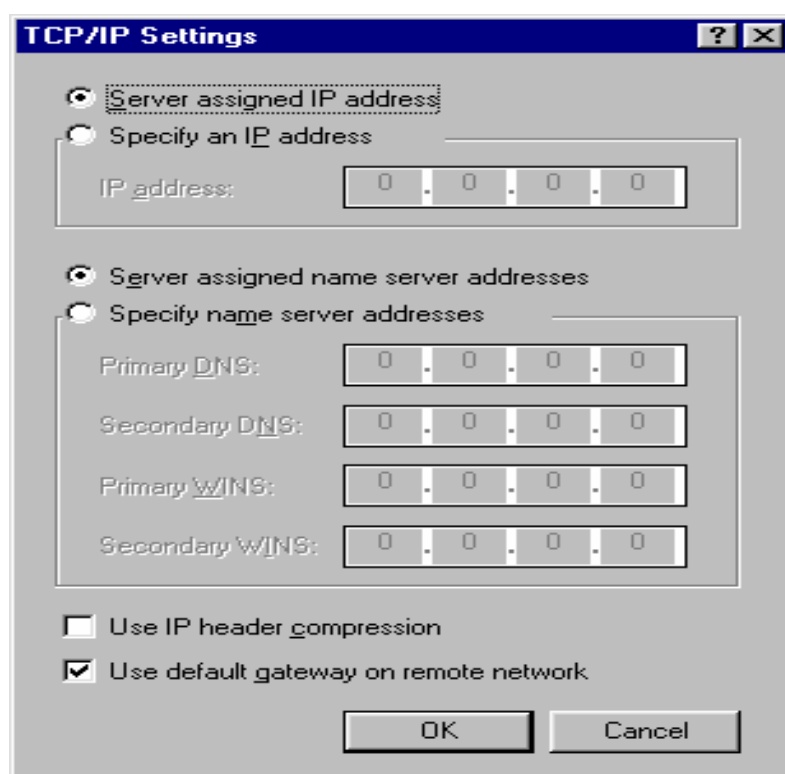 TCP/IP Settings
Server assigned IP address
Specify an IP address
IP address: 0 . 0 . 0 . 0
Server assigned name server addresses
Specify name server addresses
Primary DNS: 0 . 0 . 0 . 0
Secondary DNS: 0 . 0 . 0 . 0
Primary WINS: 0 . 0 . 0 . 0
Secondary WINS: 0 . 0 . 0 . 0
Use IP header compression
Use default gateway on remote network
OK Cancel